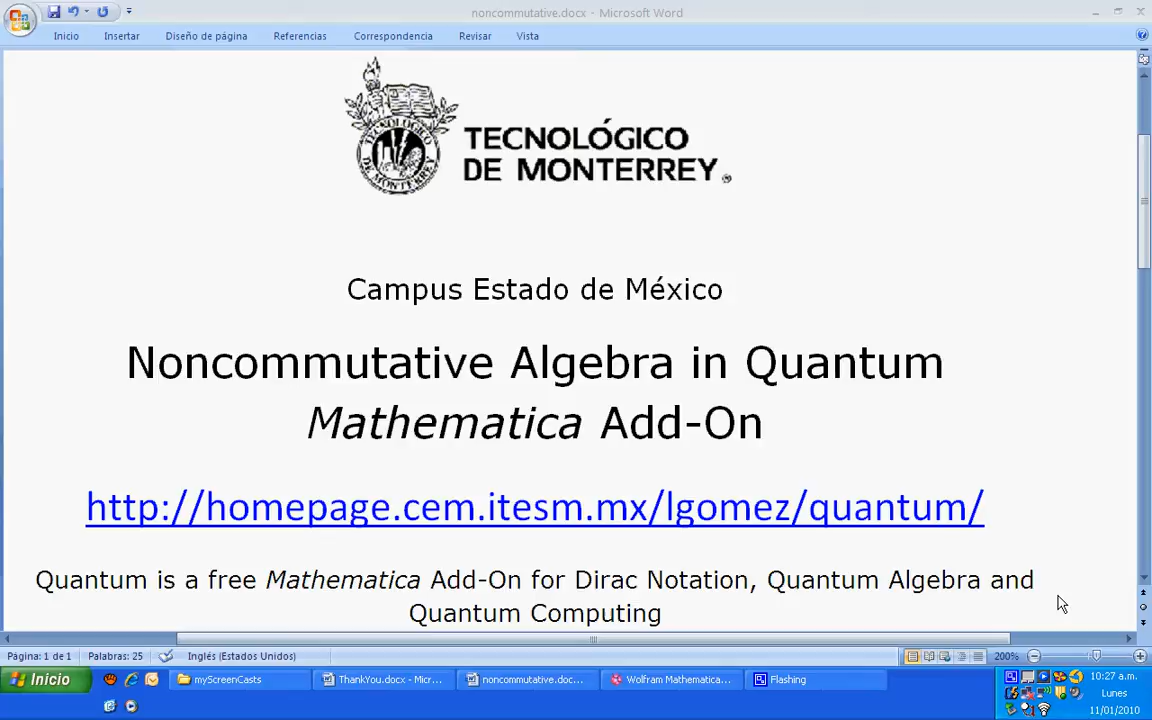 noncommutative.docx - Microsoft Word
Inicio Insertar Diseño de página Referencias Correspondencia Revisar Vista
TECNOLÓGICO
DE MONTERREY®
Campus Estado de México
Noncommutative Algebra in Quantum
Mathematica Add-On
http://homepage.cem.itesm.mx/lgomez/quantum/
Quantum is a free Mathematica Add-On for Dirac Notation, Quantum Algebra and
Quantum Computing
Página: 1 de 1 Palabras: 25 Inglés (Estados Unidos) 200%
Inicio myScreenCasts ThankYou.docx - Micr... noncommutative.doc... Wolfram Mathematica... Flashing 10:27 a.m.
Lunes
11/01/2010